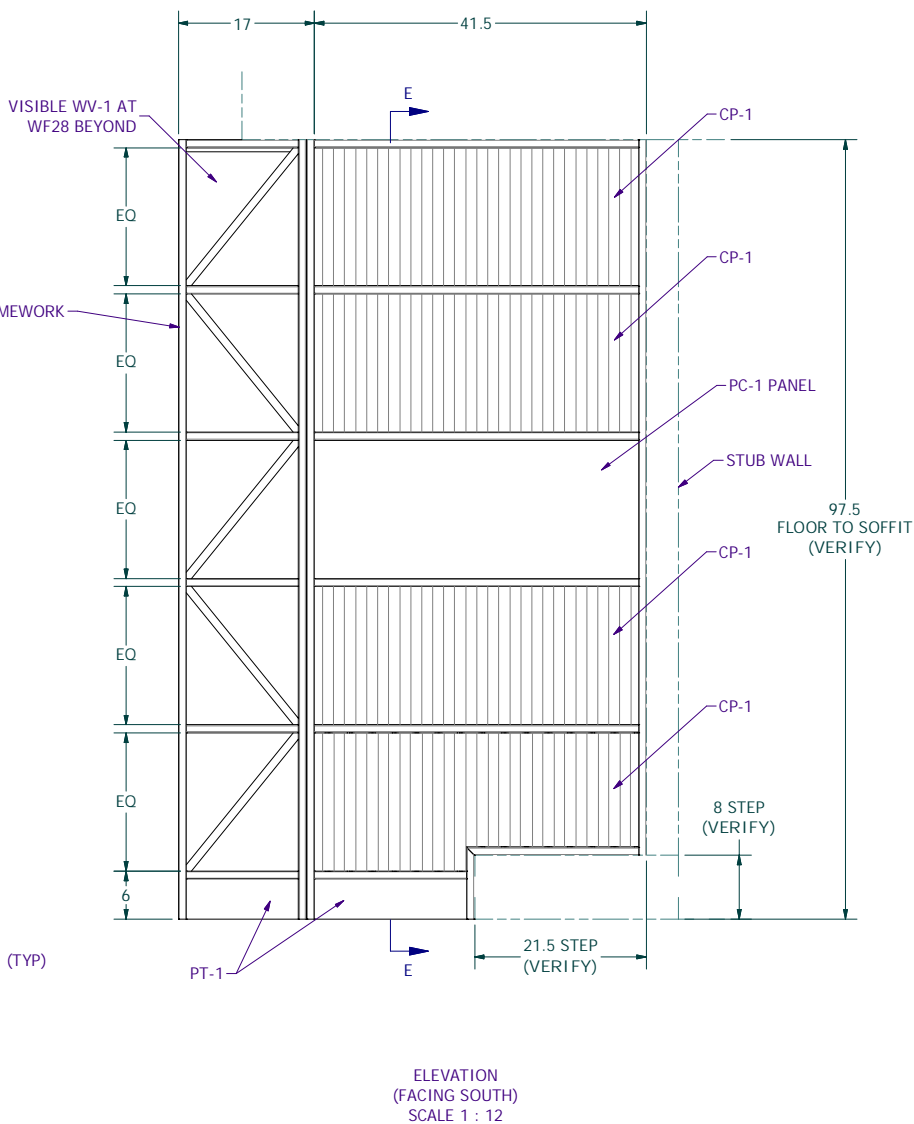 17
41.5
E
VISIBLE WV-1 AT
WF28 BEYOND
CP-1
EQ
CP-1
MEWORK
EQ
PC-1 PANEL
STUB WALL
EQ
97.5
FLOOR TO SOFFIT
(VERIFY)
CP-1
EQ
CP-1
EQ
8 STEP
(VERIFY)
6
21.5 STEP
(VERIFY)
(TYP)
PT-1
E
ELEVATION
(FACING SOUTH)
SCALE 1 : 12